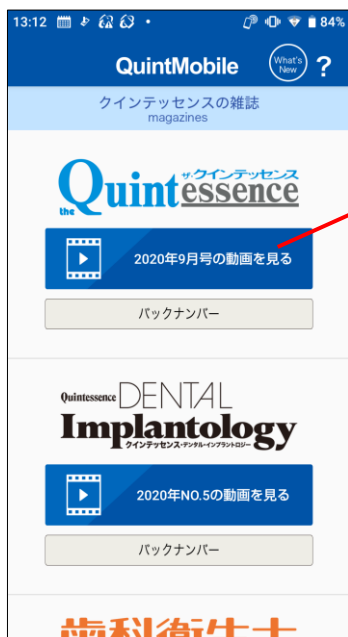 13:12
84%
QuintMobile
What's New
?
クインテッセンスの雑誌
magazines
ザ・クインテッセンス
the Quintessence
2020年9月号の動画を見る
バックナンバー
Quintessence DENTAL
Implantology
クインテッセンス・デンタル・インプラントロジー
2020年NO.5の動画を見る
バックナンバー
歯科衛生士